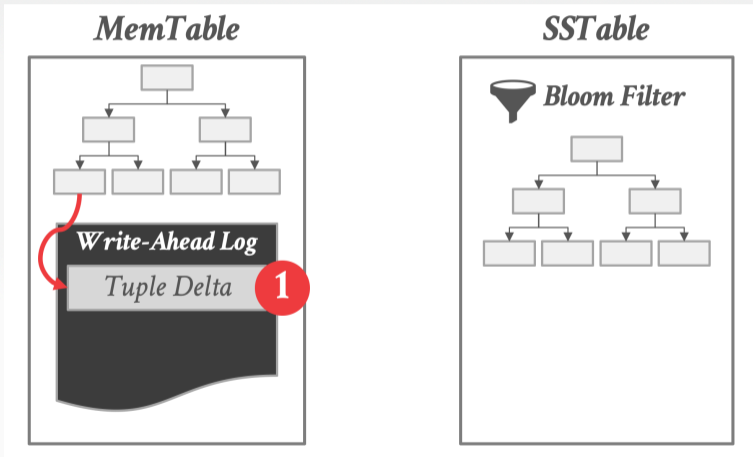 MemTable
SSTable
Bloom Filter
Write-Ahead Log
Tuple Delta
1